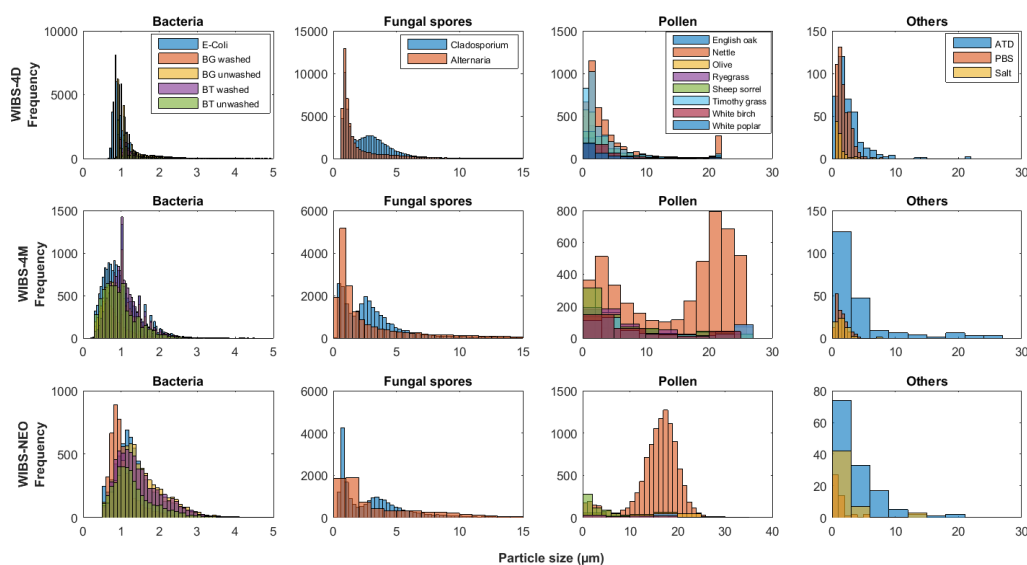 Bacteria
Fungal spores
Pollen
Others
WIBS-4D
Frequency
10000
5000
0
0 1 2 3 4 5
E-Coli
BG washed
BG unwashed
BT washed
BT unwashed
15000
10000
5000
0
0 5 10 15
Cladosporium
Alternaria
1500
1000
500
0
0 10 20 30
English oak
Nettle
Olive
Ryegrass
Sheep sorrel
Timothy grass
White birch
White poplar
150
100
50
0
0 10 20 30
ATD
PBS
Salt
Bacteria
Fungal spores
Pollen
Others
WIBS-4M
Frequency
1500
1000
500
0
0 1 2 3 4 5
6000
4000
2000
0
0 5 10 15
800
600
400
200
0
0 10 20 30
150
100
50
0
0 10 20 30
Bacteria
Fungal spores
Pollen
Others
WIBS-NEO
Frequency
1000
500
0
0 1 2 3 4 5
6000
4000
2000
0
0 5 10 15
1500
1000
500
0
0 10 20 30 40
80
60
40
20
0
0 10 20 30
Particle size (µm)